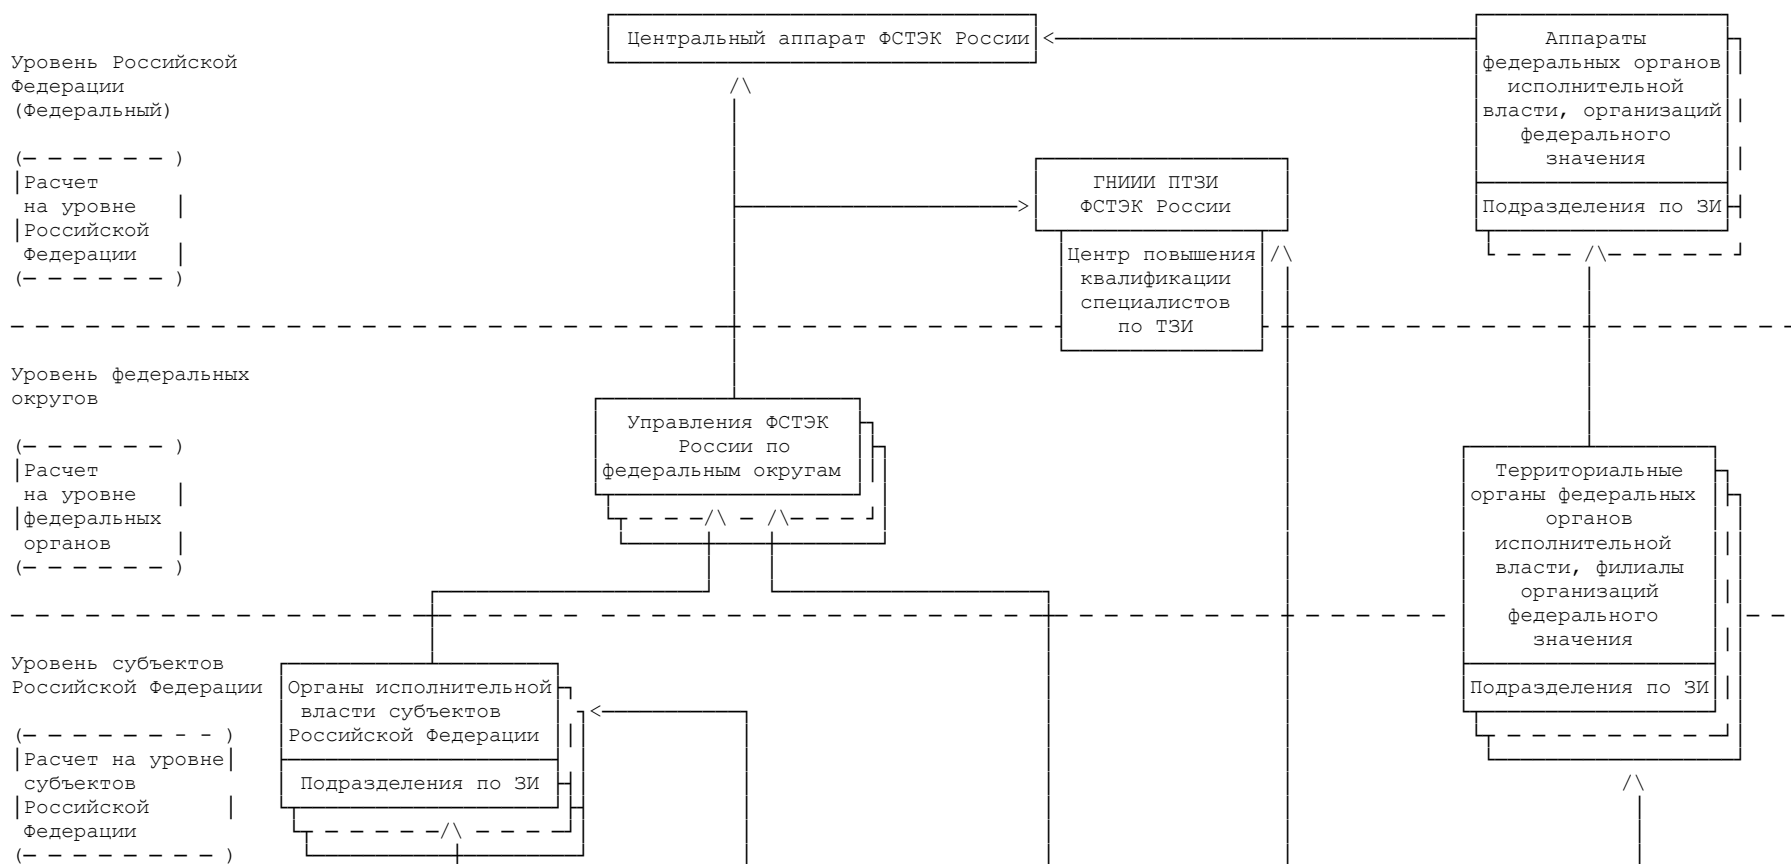 Центральный аппарат ФСТЭК России
Аппараты
федеральных органов
исполнительной
власти, организаций
федерального
значения
Подразделения по ЗИ
Уровень Российской
Федерации
(Федеральный)
Расчет
на уровне
Российской
Федерации
ГНИИИ ПТЗИ
ФСТЭК России
Центр повышения
квалификации
специалистов
по ТЗИ
Уровень федеральных
округов
Расчет
на уровне
федеральных
органов
Управления ФСТЭК
России по
федеральным округам
Территориальные
органы федеральных
органов
исполнительной
власти, филиалы
организаций
федерального
значения
Подразделения по ЗИ
Уровень субъектов
Российской Федерации
Расчет на уровне
субъектов
Российской
Федерации
Органы исполнительной
власти субъектов
Российской Федерации
Подразделения по ЗИ